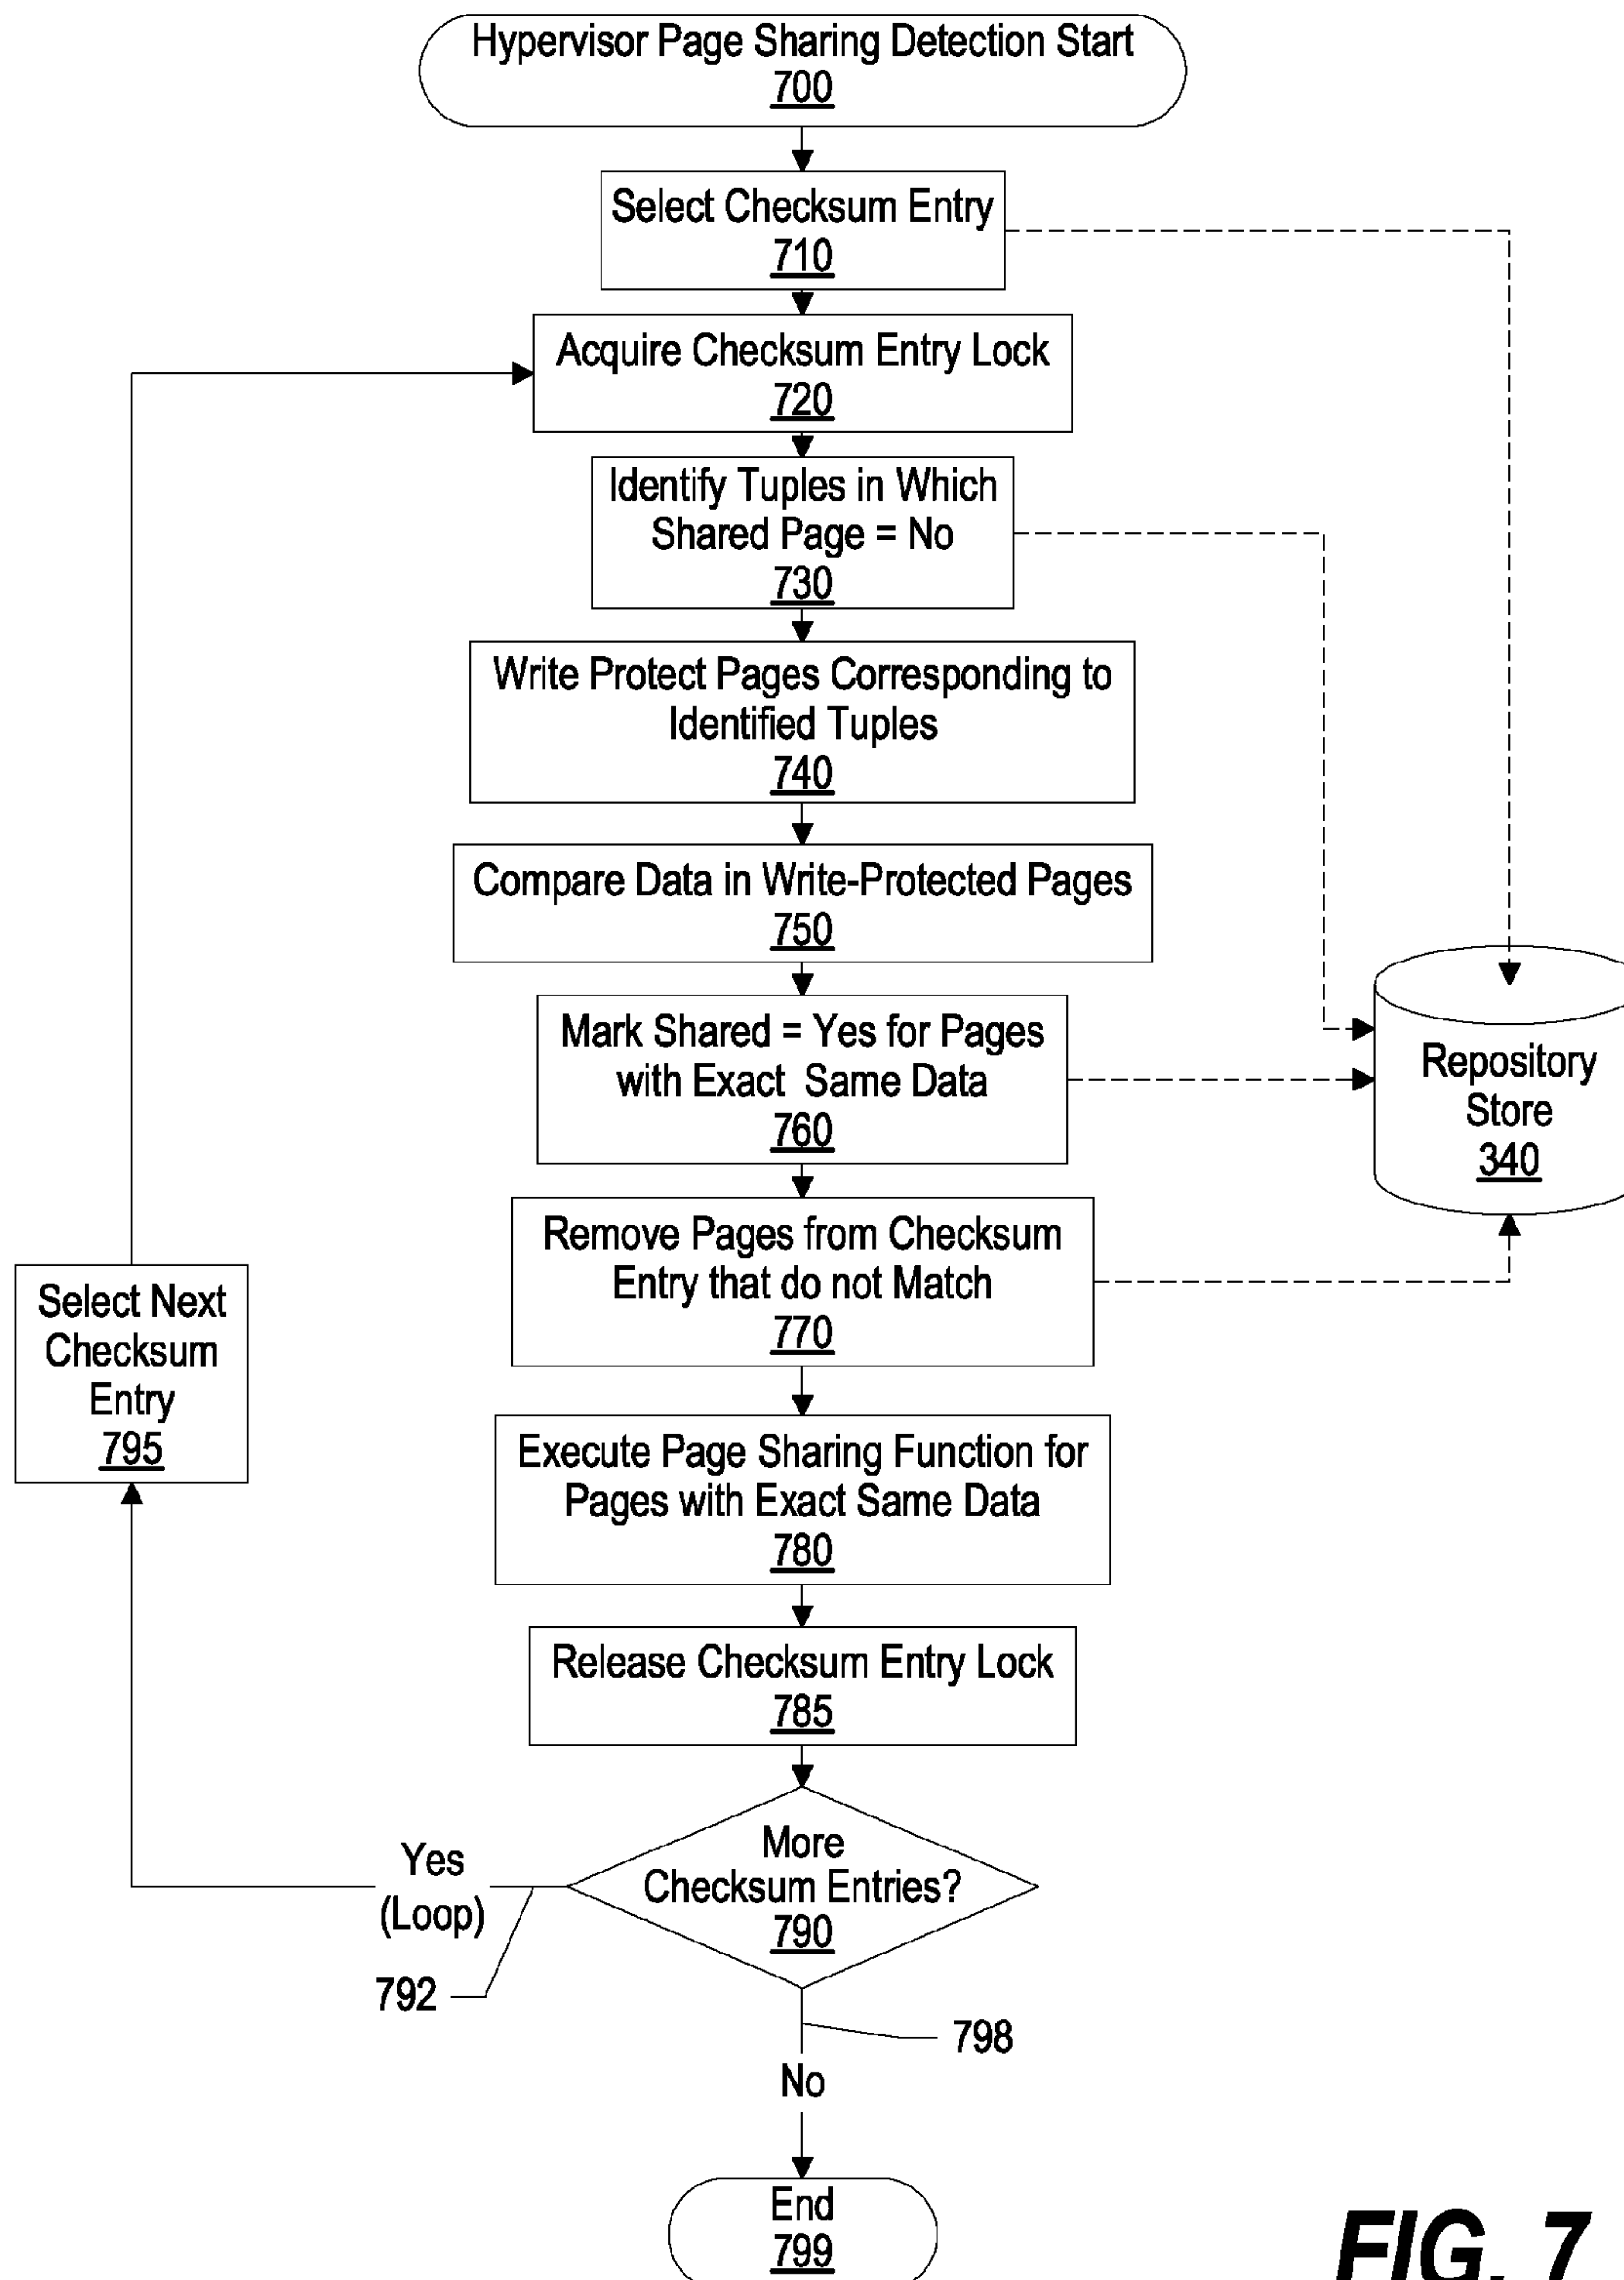 Hypervisor Page Sharing Detection Start
700
Select Checksum Entry
710
Acquire Checksum Entry Lock
720
Identify Tuples in Which
Shared Page = No
730
Write Protect Pages Corresponding to
Identified Tuples
740
Compare Data in Write-Protected Pages
750
Mark Shared = Yes for Pages
with Exact Same Data
760
Repository
Store
340
Remove Pages from Checksum
Entry that do not Match
770
Select Next
Checksum
Entry
795
Execute Page Sharing Function for
Pages with Exact Same Data
780
Release Checksum Entry Lock
785
More
Checksum Entries?
790
Yes
(Loop)
792
798
No
End
799
FIG. 7